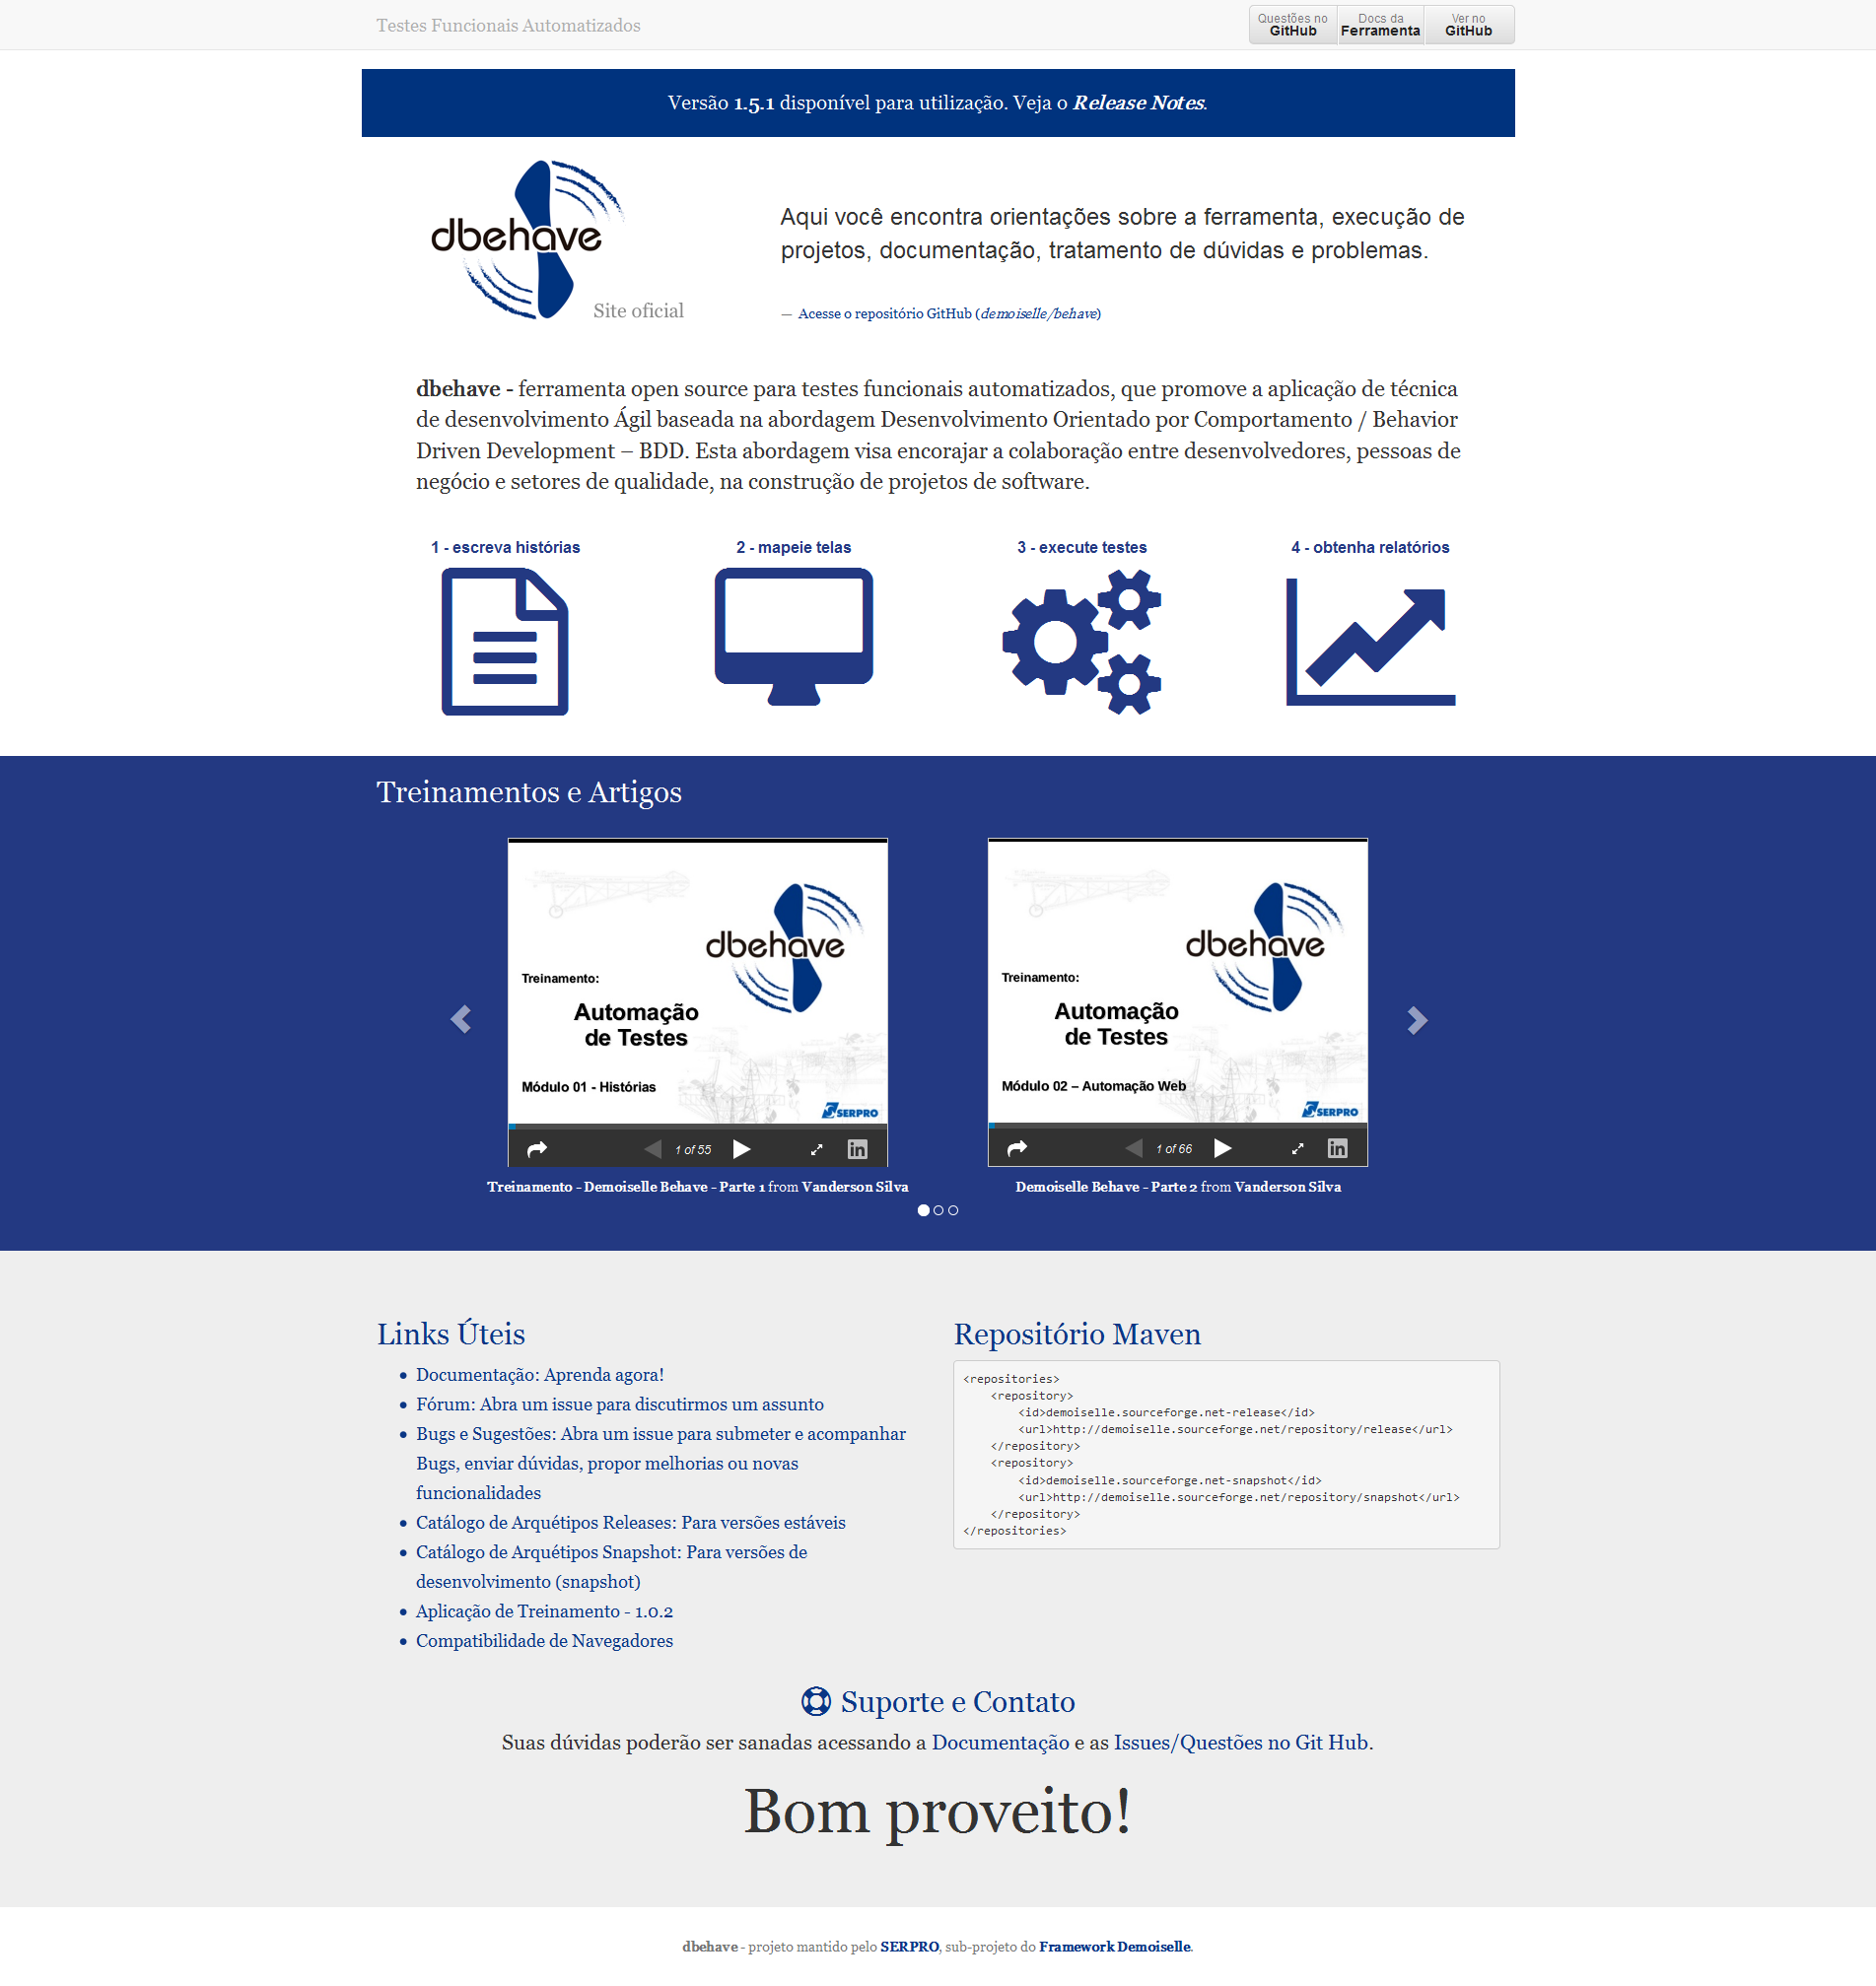 Testes Funcionais Automatizados
Questões no
GitHub
Docs da
Ferramenta
Ver no
GitHub
Versão 1.5.1 disponível para utilização. Veja o Release Notes.
dbehave
Site oficial
Aqui você encontra orientações sobre a ferramenta, execução de
projetos, documentação, tratamento de dúvidas e problemas.
— Acesse o repositório GitHub (demoiselle/behave)
dbehave - ferramenta open source para testes funcionais automatizados, que promove a aplicação de técnica
de desenvolvimento Ágil baseada na abordagem Desenvolvimento Orientado por Comportamento / Behavior
Driven Development – BDD. Esta abordagem visa encorajar a colaboração entre desenvolvedores, pessoas de
negócio e setores de qualidade, na construção de projetos de software.
1 - escreva histórias
2 - mapeie telas
3 - execute testes
4 - obtenha relatórios
Treinamentos e Artigos
dbehave
Treinamento:
Automação
de Testes
Módulo 01 - Histórias
SERPRO
1 of 55
in
Treinamento - Demoiselle Behave - Parte 1 from Vanderson Silva
dbehave
Treinamento:
Automação
de Testes
Módulo 02 – Automação Web
SERPRO
1 of 66
in
Demoiselle Behave - Parte 2 from Vanderson Silva
Links Úteis
• Documentação: Aprenda agora!
• Fórum: Abra um issue para discutirmos um assunto
• Bugs e Sugestões: Abra um issue para submeter e acompanhar
Bugs, enviar dúvidas, propor melhorias ou novas
funcionalidades
• Catálogo de Arquétipos Releases: Para versões estáveis
• Catálogo de Arquétipos Snapshot: Para versões de
desenvolvimento (snapshot)
• Aplicação de Treinamento - 1.0.2
• Compatibilidade de Navegadores
Repositório Maven
<repositories>
<repository>
<id>demoiselle.sourceforge.net-release</id>
<url>http://demoiselle.sourceforge.net/repository/release</url>
</repository>
<repository>
<id>demoiselle.sourceforge.net-snapshot</id>
<url>http://demoiselle.sourceforge.net/repository/snapshot</url>
</repository>
</repositories>
Suporte e Contato
Suas dúvidas poderão ser sanadas acessando a Documentação e as Issues/Questões no Git Hub.
Bom proveito!
dbehave - projeto mantido pelo SERPRO, sub-projeto do Framework Demoiselle.